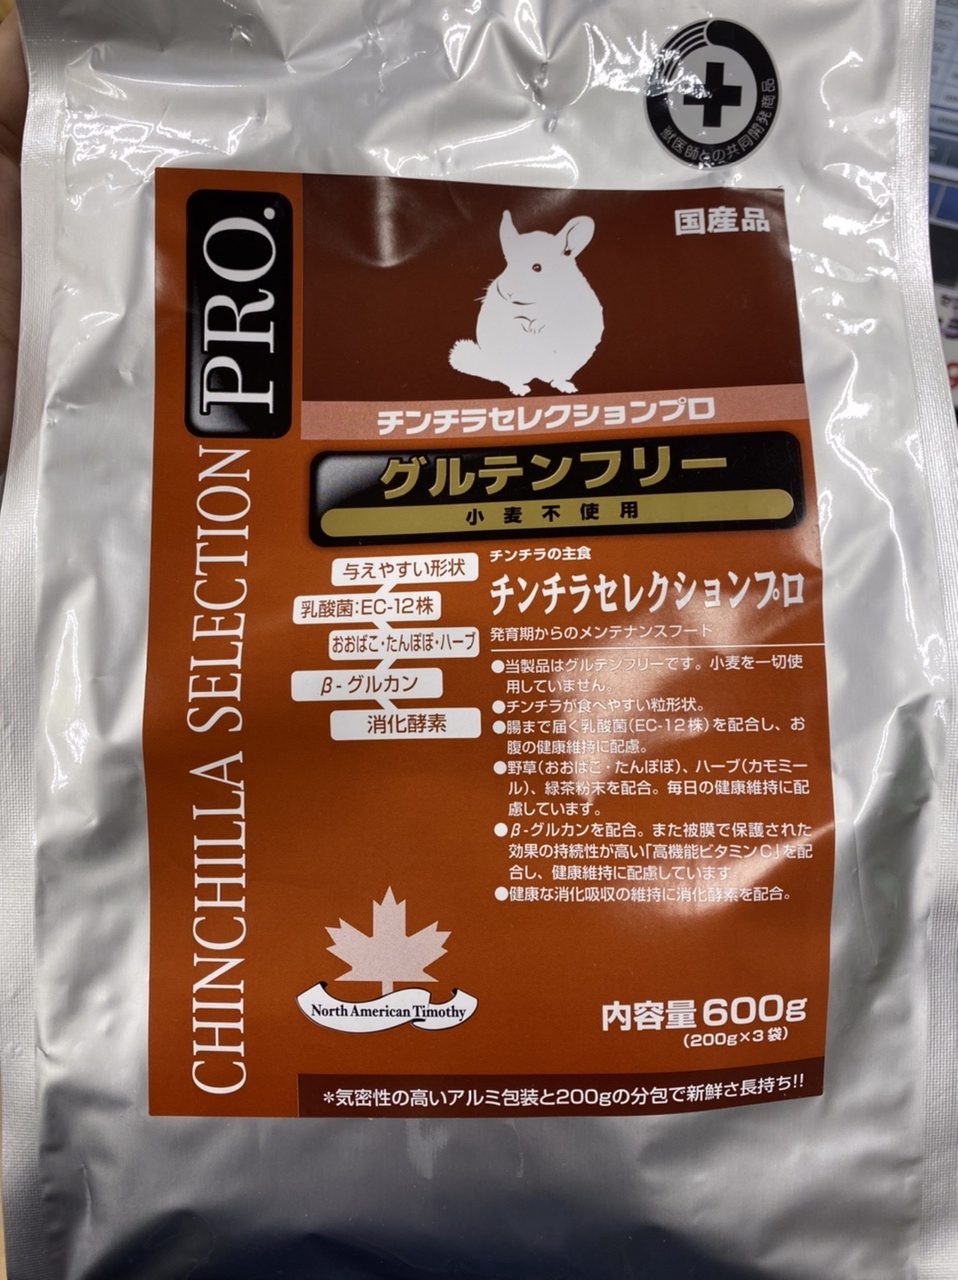 獣医師との共同開発商品
国産品
CHINCHILLA SELECTION PRO.
チンチラセレクションプロ
グルテンフリー
小麦不使用
与えやすい形状
乳酸菌:EC-12株
おおばこ・たんぽぽ・ハーブ
β-グルカン
消化酵素
チンチラの主食
チンチラセレクションプロ
発育期からのメンテナンスフード
●当製品はグルテンフリーです。小麦を一切使
用していません。
●チンチラが食べやすい粒形状。
●腸まで届く乳酸菌(EC-12株)を配合し、お
腹の健康維持に配慮。
●野草(おおばこ・たんぽぽ)、ハーブ(カモミー
ル)、緑茶粉末を配合。毎日の健康維持に配
慮しています。
●β-グルカンを配合。また被膜で保護された
効果の持続性が高い「高機能ビタミンC」を配
合し、健康維持に配慮しています。
●健康な消化吸収の維持に消化酵素を配合。
North American Timothy
内容量600g
(200g×3袋)
*気密性の高いアルミ包装と200gの分包で新鮮さ長持ち!!